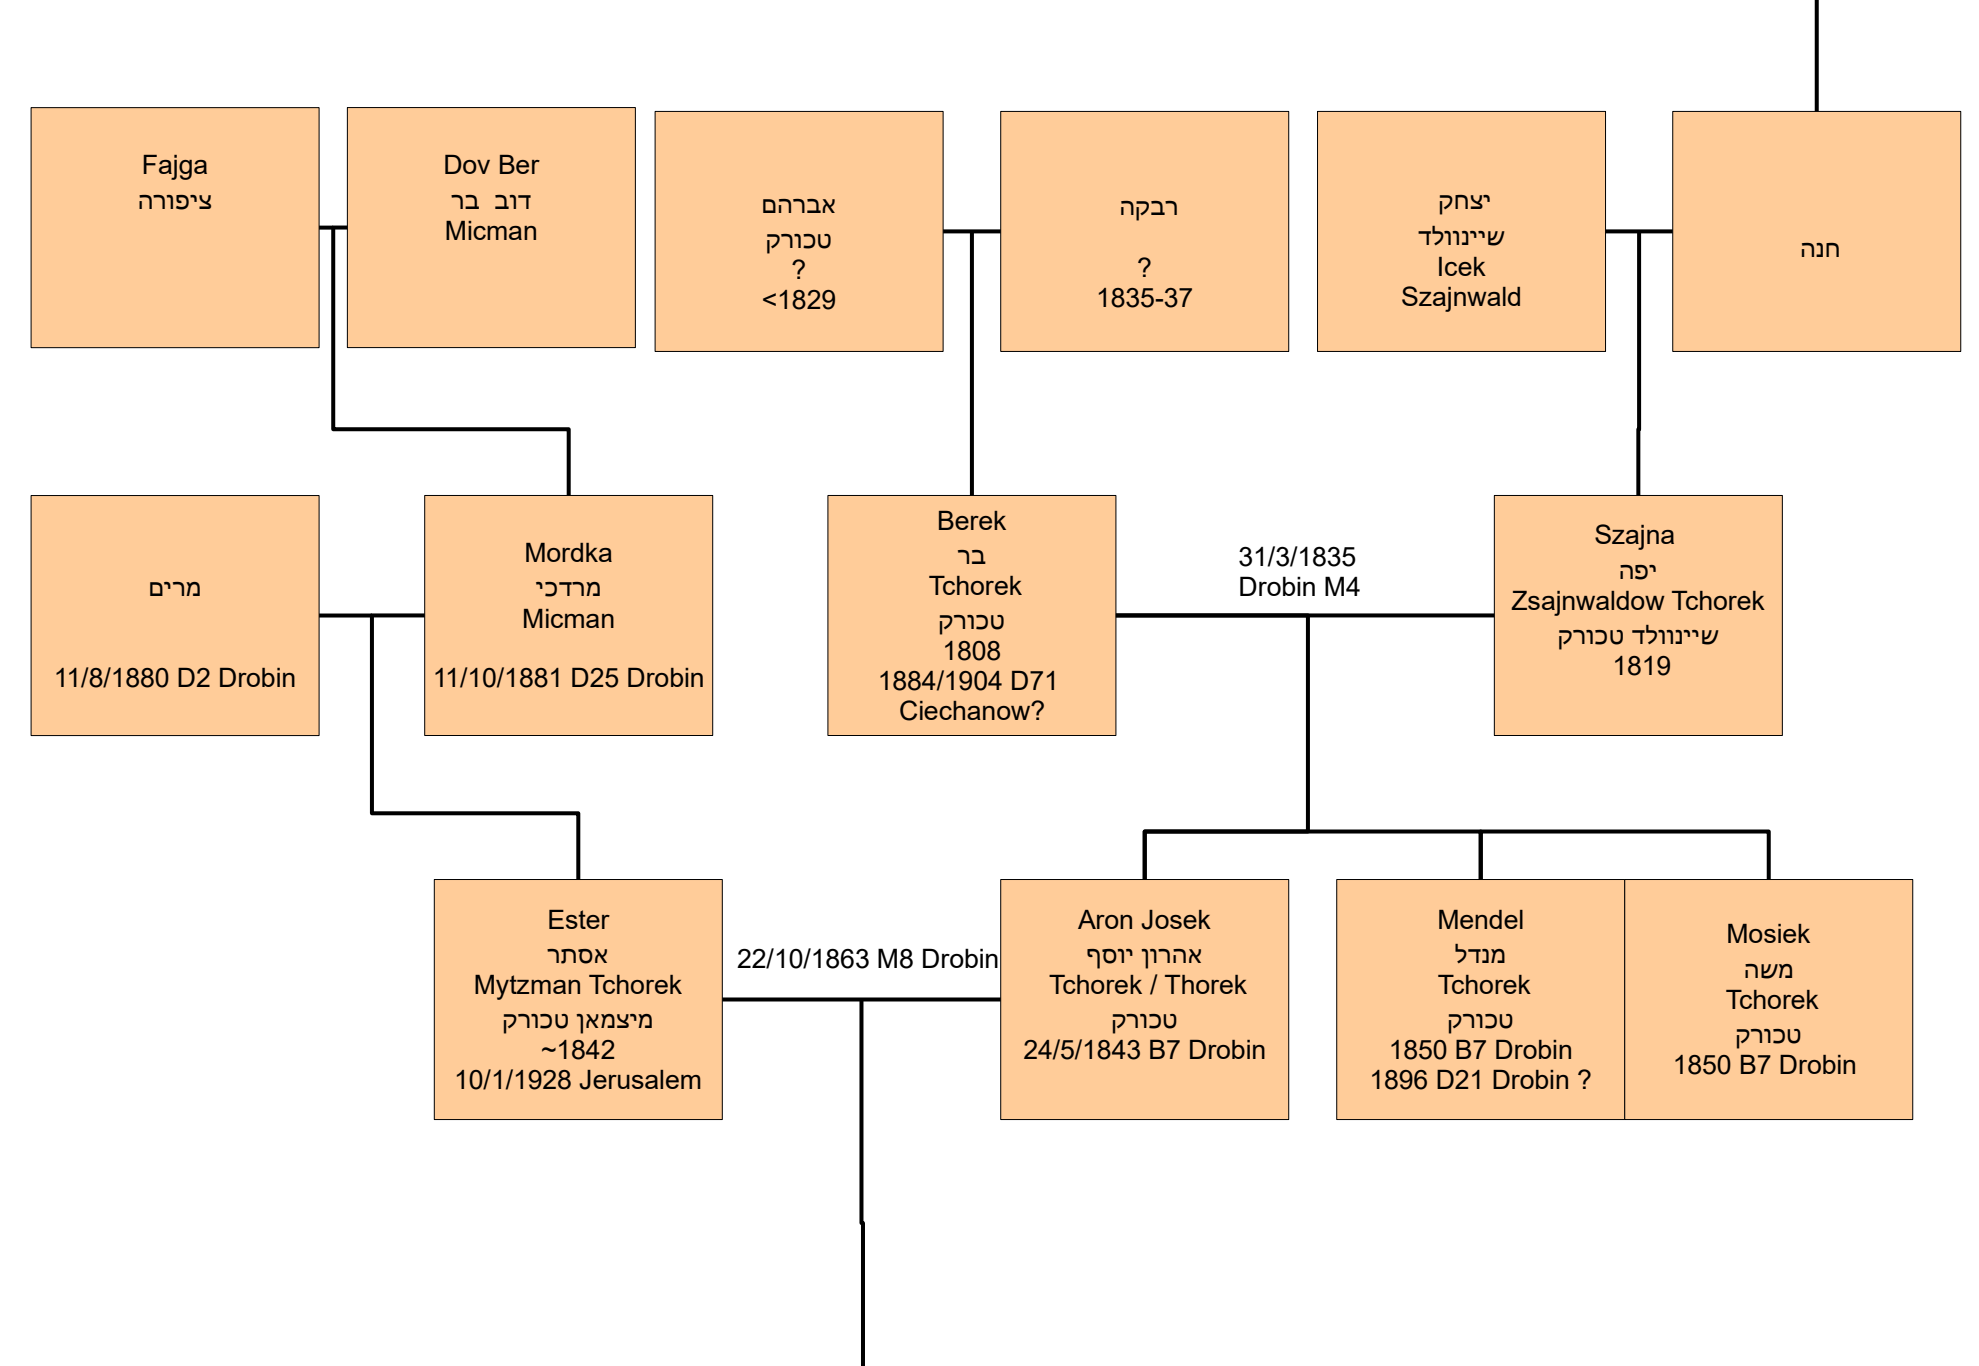 Fajga
ציפורה
Dov Ber
דוב בר
Micman
אברהם
טכורק
?
<1829
רבקה
?
1835-37
יצחק
שיינוולד
Icek
Szajnwald
חנה
מרים
11/8/1880 D2 Drobin
Mordka
מרדכי
Micman
11/10/1881 D25 Drobin
Berek
בר
Tchorek
טכורק
1808
1884/1904 D71
Ciechanow?
31/3/1835
Drobin M4
Szajna
יפה
Zsajnwaldow Tchorek
שיינוולד טכורק
1819
Ester
אסתר
Mytzman Tchorek
מיצמאן טכורק
~1842
10/1/1928 Jerusalem
22/10/1863 M8 Drobin
Aron Josek
אהרון יוסף
Tchorek / Thorek
טכורק
24/5/1843 B7 Drobin
Mendel
מנדל
Tchorek
טכורק
1850 B7 Drobin
1896 D21 Drobin ?
Mosiek
משה
Tchorek
טכורק
1850 B7 Drobin